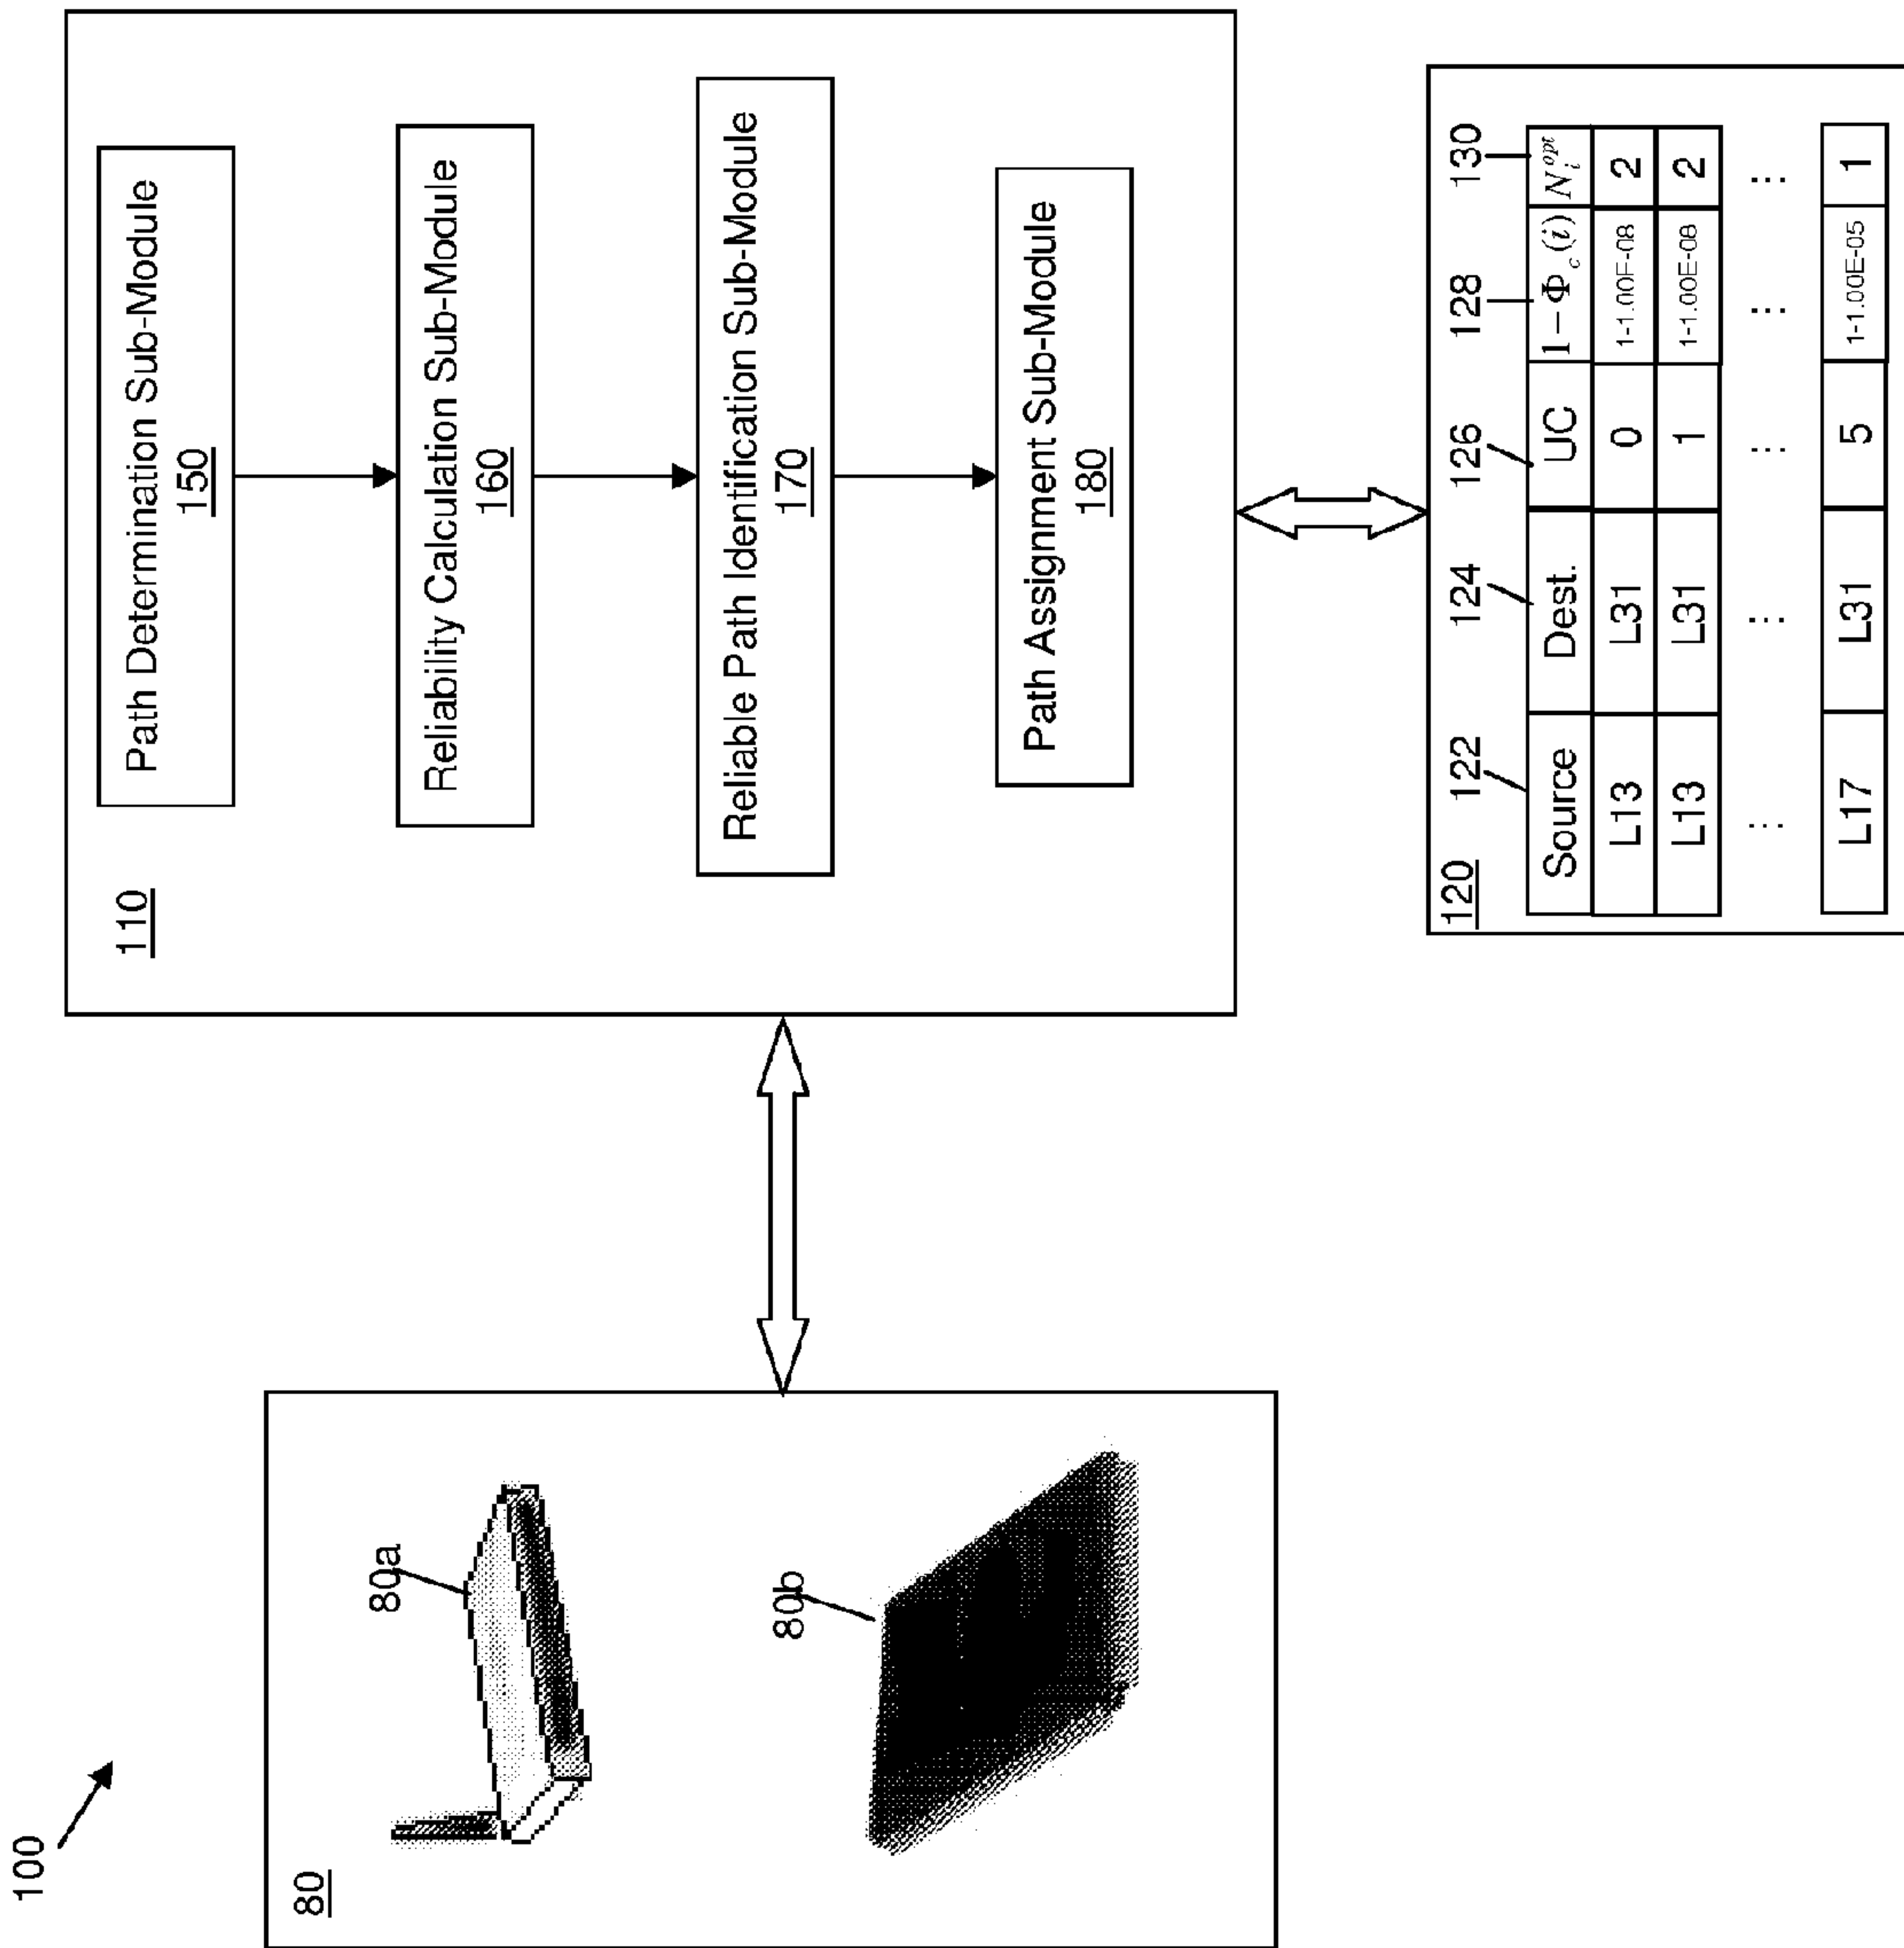 100
80
80a
80b
110
Path Determination Sub-Module
150
Reliability Calculation Sub-Module
160
Reliable Path Identification Sub-Module
170
Path Assignment Sub-Module
180
120
122 124 126 128 130
Source Dest. UC 1−Φc(i) N_i^opt
L13 L31 0 1-1.00E-08 2
L13 L31 1 1-1.00E-08 2
... ... ... ... ...
L17 L31 5 1-1.00E-05 1